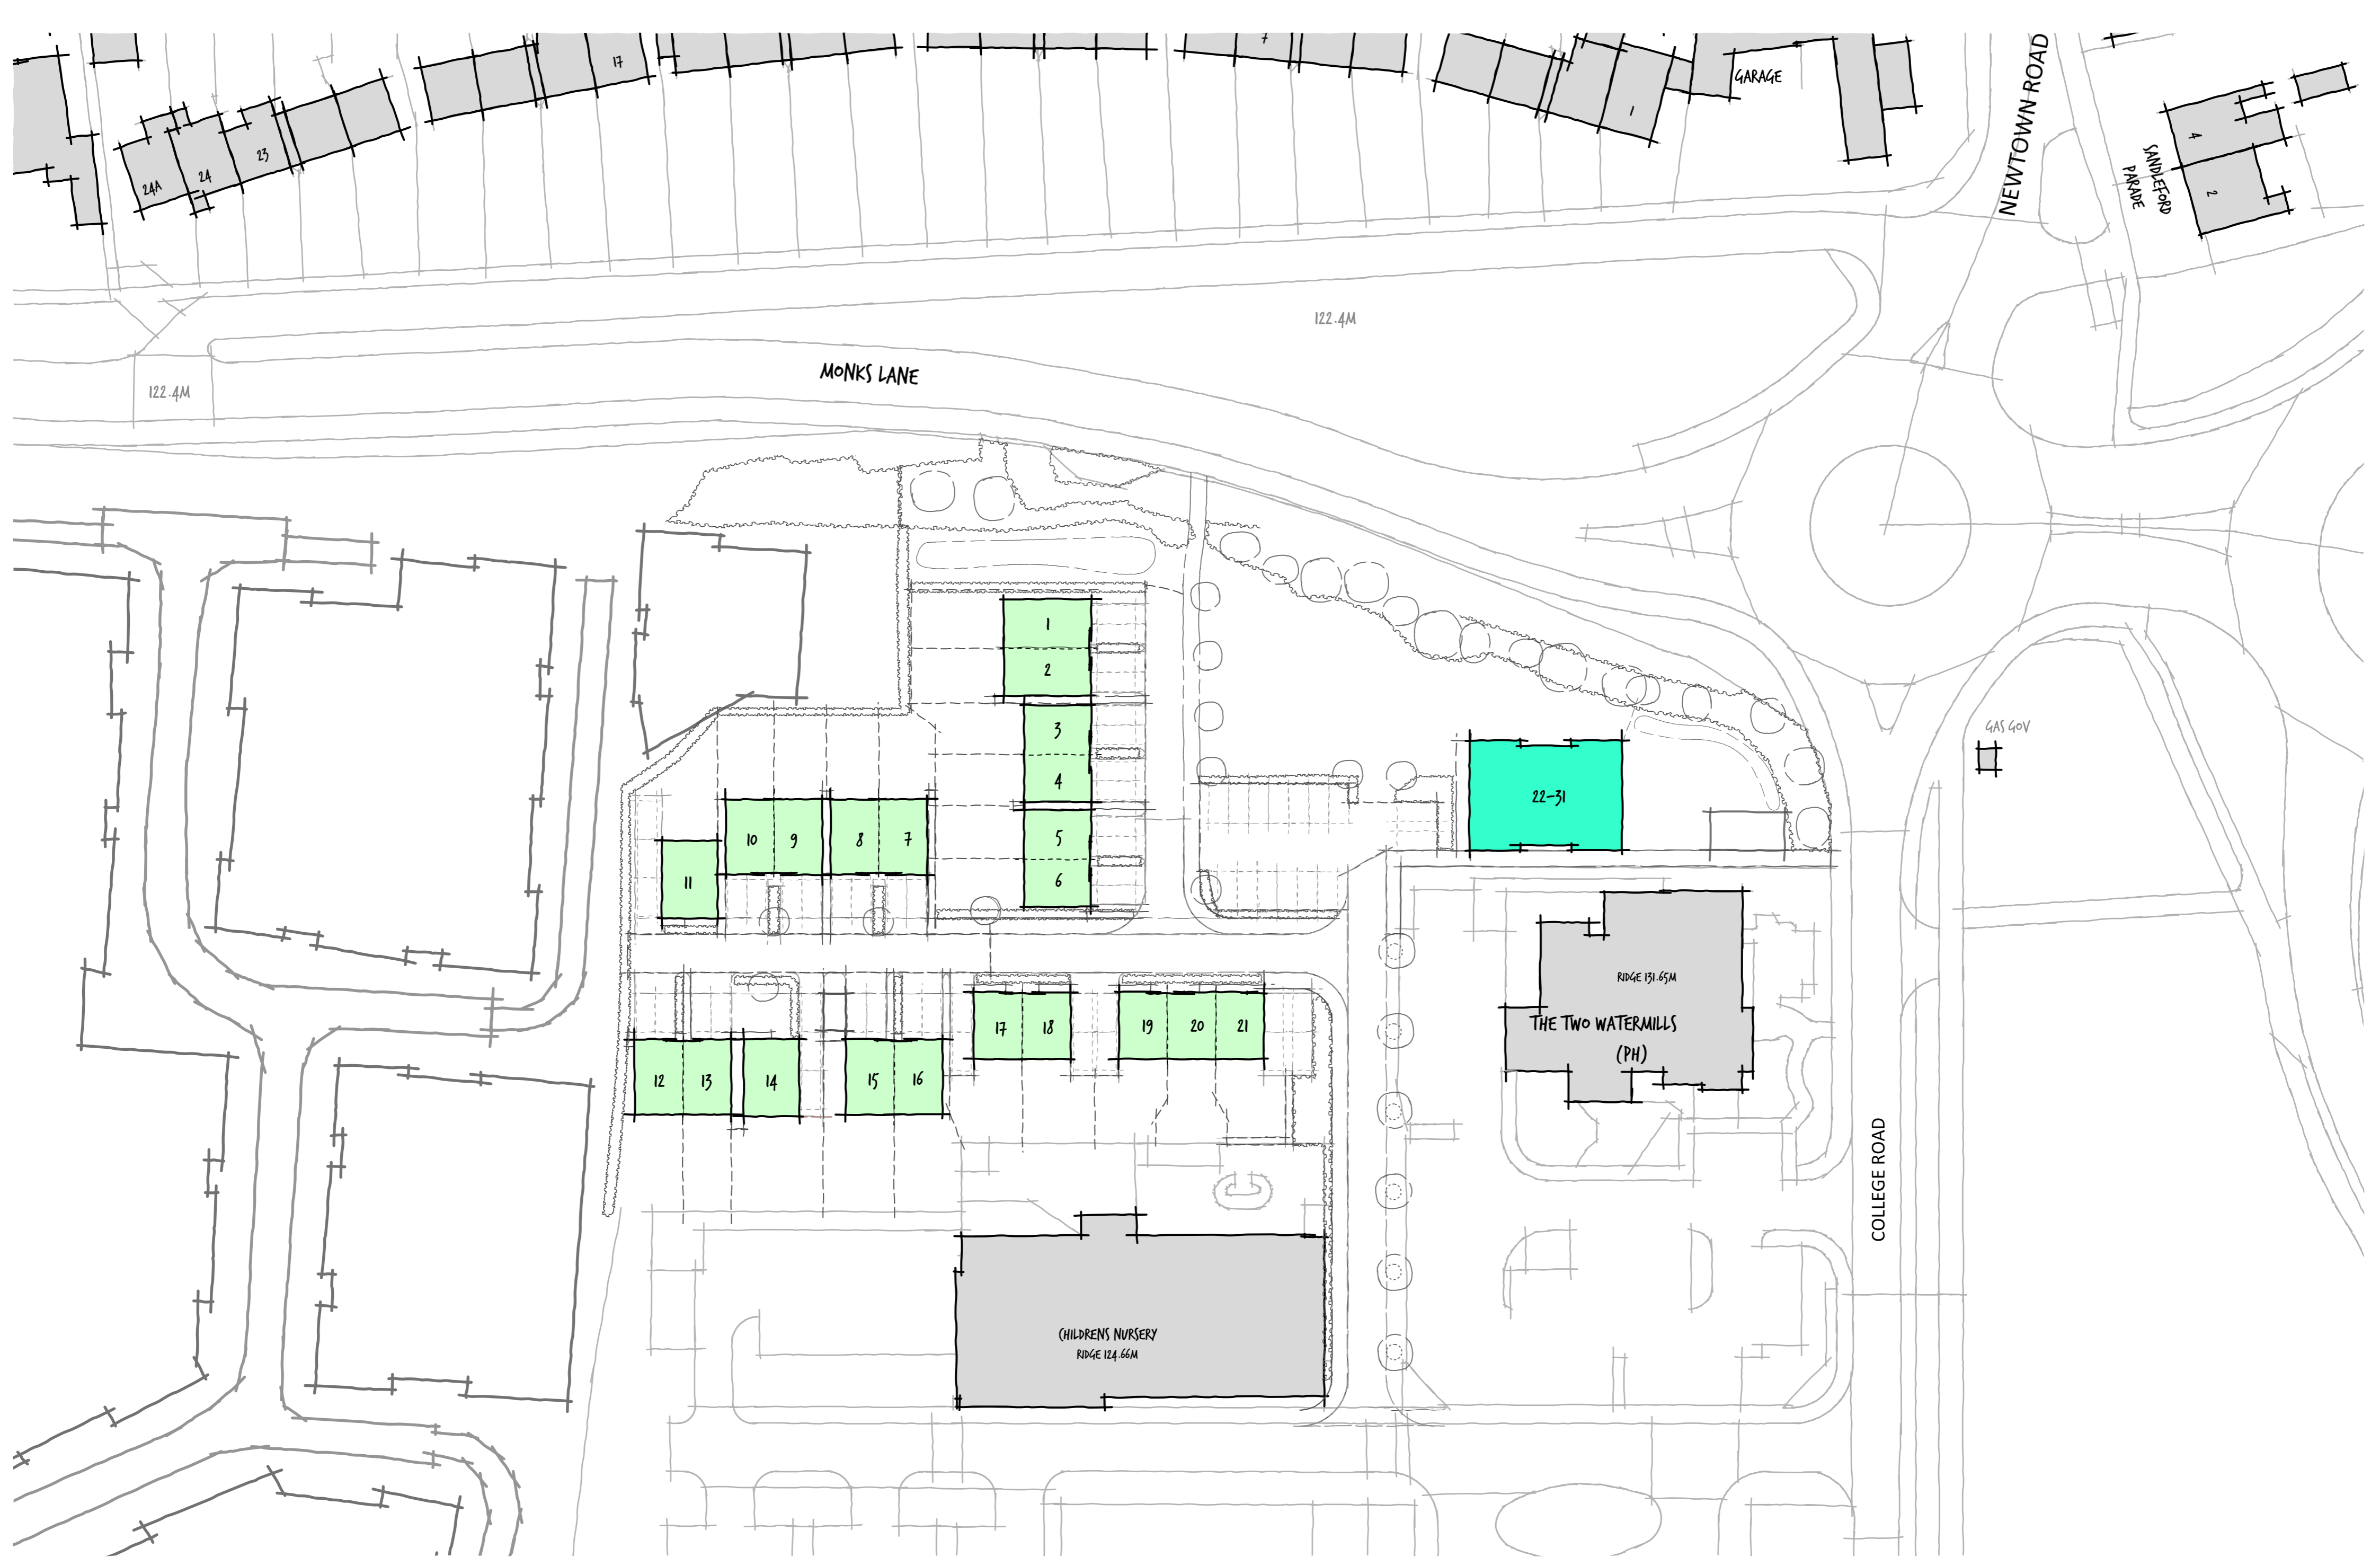 7
17
GARAGE
1
NEWTOWN ROAD
4
23
24
24A
SANDLEFORD
PARADE
2
122.4M
MONKS LANE
122.4M
1
2
3
GAS GOV
4
22-31
10
9
8
7
5
11
6
RIDGE 131.65M
THE TWO WATERMILLS
(PH)
17
18
19
20
21
12
13
14
15
16
COLLEGE ROAD
CHILDRENS NURSERY
RIDGE 124.66M